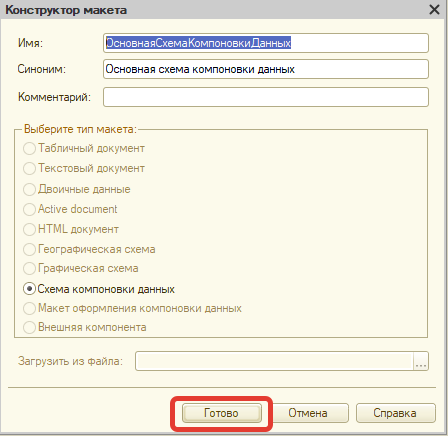 Конструктор макета
Имя: ОсновнаяСхемаКомпоновкиДанных
Синоним: Основная схема компоновки данных
Комментарий:
Выберите тип макета:
Табличный документ
Текстовый документ
Двоичные данные
Active document
HTML документ
Географическая схема
Графическая схема
Схема компоновки данных
Макет оформления компоновки данных
Внешняя компонента
Загрузить из файла: ...
Готово Отмена Справка